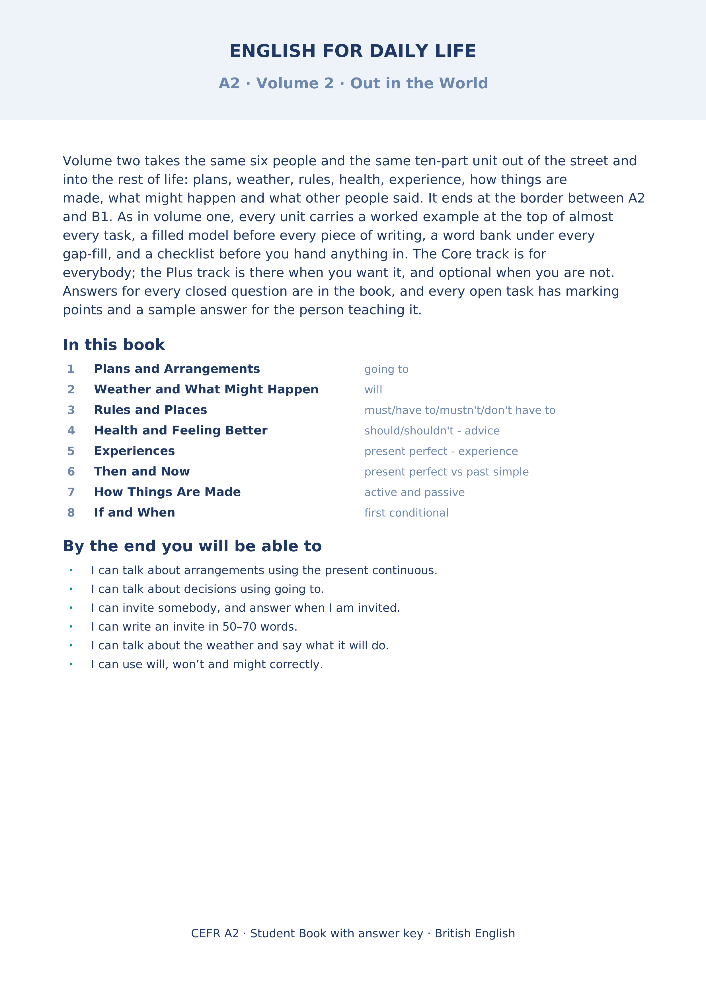 ENGLISH FOR DAILY LIFE
A2 · Volume 2 · Out in the World
Volume two takes the same six people and the same ten-part unit out of the street and
into the rest of life: plans, weather, rules, health, experience, how things are
made, what might happen and what other people said. It ends at the border between A2
and B1. As in volume one, every unit carries a worked example at the top of almost
every task, a filled model before every piece of writing, a word bank under every
gap-fill, and a checklist before you hand anything in. The Core track is for
everybody; the Plus track is there when you want it, and optional when you are not.
Answers for every closed question are in the book, and every open task has marking
points and a sample answer for the person teaching it.
In this book
1 Plans and Arrangements going to
2 Weather and What Might Happen will
3 Rules and Places must/have to/mustn't/don't have to
4 Health and Feeling Better should/shouldn't - advice
5 Experiences present perfect - experience
6 Then and Now present perfect vs past simple
7 How Things Are Made active and passive
8 If and When first conditional
By the end you will be able to
· I can talk about arrangements using the present continuous.
· I can talk about decisions using going to.
· I can invite somebody, and answer when I am invited.
· I can write an invite in 50–70 words.
· I can talk about the weather and say what it will do.
· I can use will, won’t and might correctly.
CEFR A2 · Student Book with answer key · British English